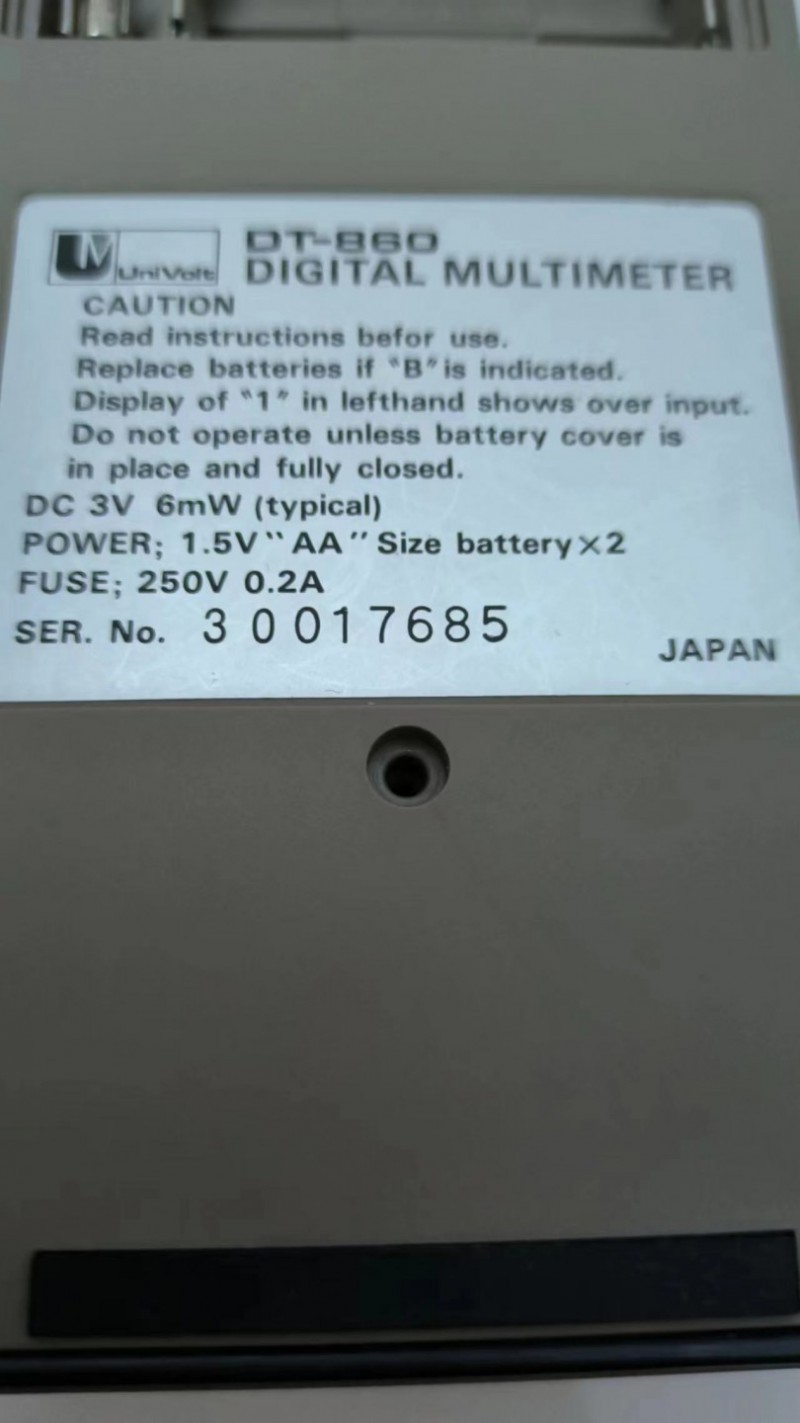 UniVolt
DT-860
DIGITAL MULTIMETER
CAUTION
Read instructions befor use.
Replace batteries if "B" is indicated.
Display of "1" in lefthand shows over input.
Do not operate unless battery cover is
in place and fully closed.
DC 3V 6mW (typical)
POWER; 1.5V "AA" Size battery×2
FUSE; 250V 0.2A
SER. No. 30017685
JAPAN